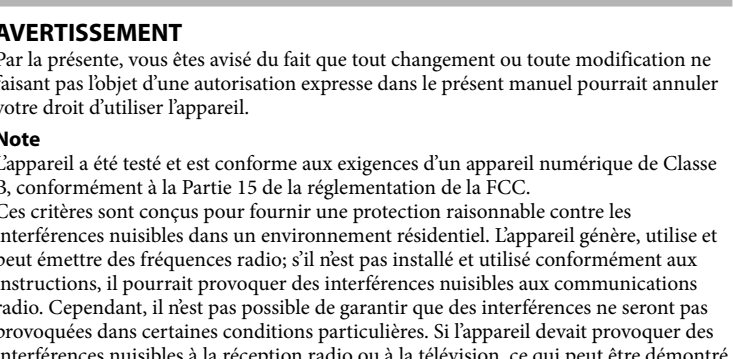 AVERTISSEMENT
Par la présente, vous êtes avisé du fait que tout changement ou toute modification ne
faisant pas l'objet d'une autorisation expresse dans le présent manuel pourrait annuler
votre droit d'utiliser l'appareil.
Note
L'appareil a été testé et est conforme aux exigences d'un appareil numérique de Classe
B, conformément à la Partie 15 de la réglementation de la FCC.
Ces critères sont conçus pour fournir une protection raisonnable contre les
interférences nuisibles dans un environnement résidentiel. L'appareil génère, utilise et
peut émettre des fréquences radio; s'il n'est pas installé et utilisé conformément aux
instructions, il pourrait provoquer des interférences nuisibles aux communications
radio. Cependant, il n'est pas possible de garantir que des interférences ne seront pas
provoquées dans certaines conditions particulières. Si l'appareil devait provoquer des
interférences nuisibles à la réception radio ou à la télévision, ce qui peut être démontré